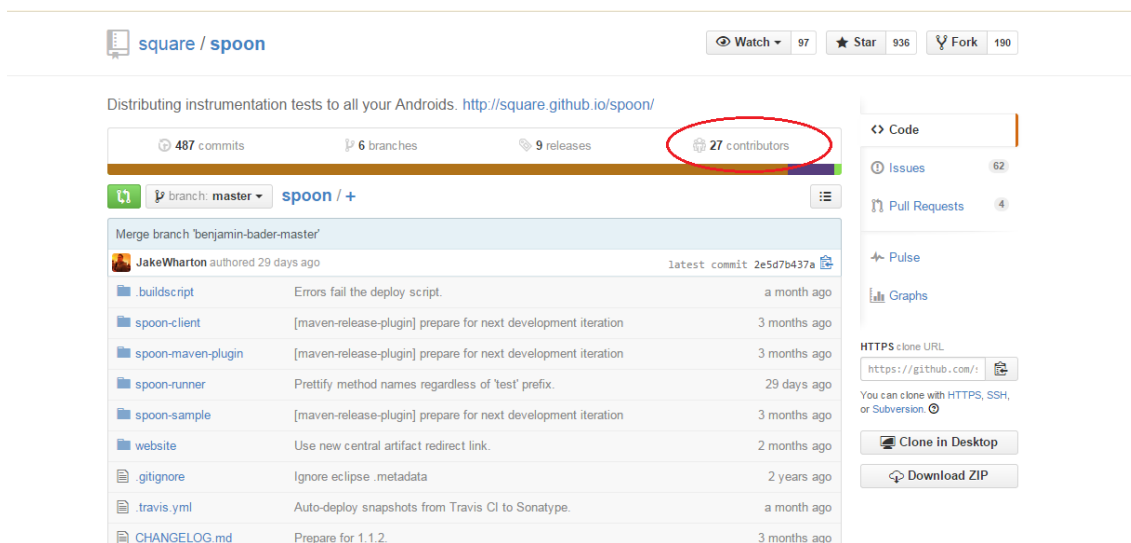 square / spoon
Watch 97 Star 936 Fork 190
Distributing instrumentation tests to all your Androids. http://square.github.io/spoon/
487 commits 6 branches 9 releases 27 contributors
branch: master spoon / +
Merge branch 'benjamin-bader-master'
JakeWharton authored 29 days ago latest commit 2e5d7b437a
.buildscript Errors fail the deploy script. a month ago
spoon-client [maven-release-plugin] prepare for next development iteration 3 months ago
spoon-maven-plugin [maven-release-plugin] prepare for next development iteration 3 months ago
spoon-runner Prettify method names regardless of 'test' prefix. 29 days ago
spoon-sample [maven-release-plugin] prepare for next development iteration 3 months ago
website Use new central artifact redirect link. 2 months ago
.gitignore Ignore eclipse .metadata 2 years ago
.travis.yml Auto-deploy snapshots from Travis CI to Sonatype. a month ago
CHANGELOG.md Prepare for 1.1.2. 3 months ago
Code
Issues 62
Pull Requests 4
Pulse
Graphs
HTTPS clone URL
https://github.com/
You can clone with HTTPS, SSH,
or Subversion.
Clone in Desktop
Download ZIP